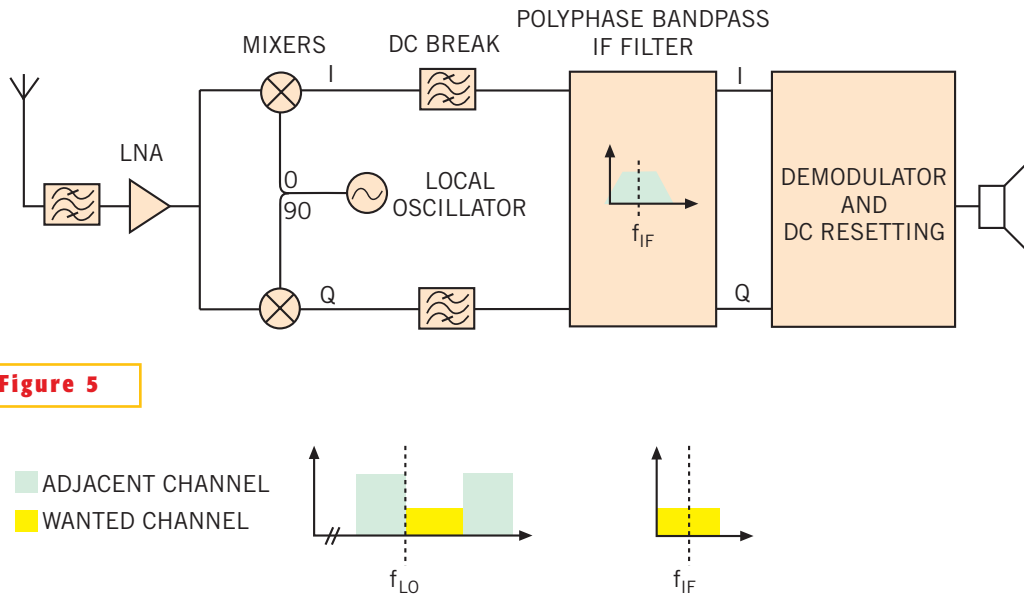 POLYPHASE BANDPASS
IF FILTER
MIXERS
DC BREAK
I
I
LNA
0
90
LOCAL
OSCILLATOR
f_IF
DEMODULATOR
AND
DC RESETTING
Q
Q
Figure 5
ADJACENT CHANNEL
WANTED CHANNEL
f_LO
f_IF